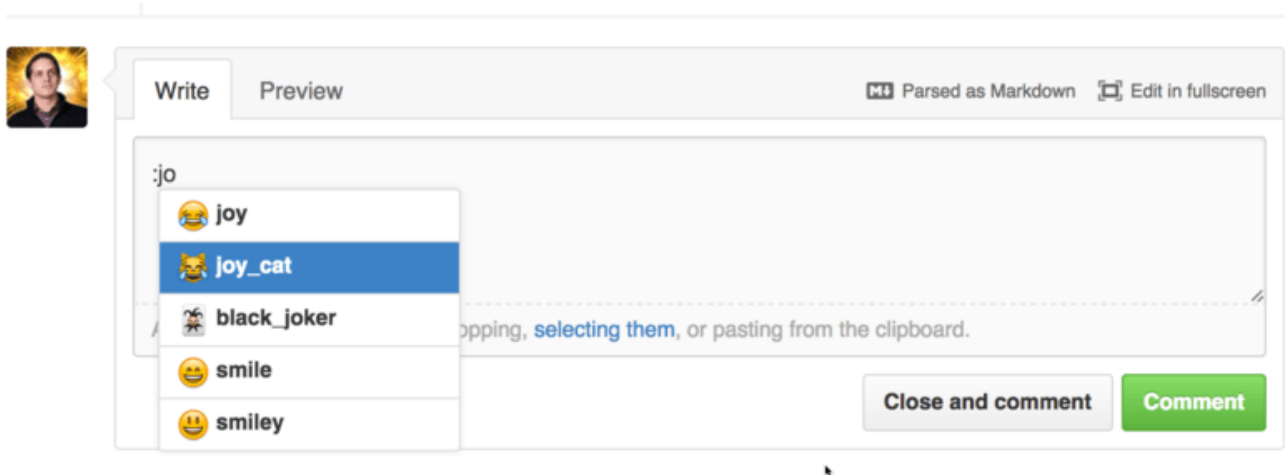 Write Preview Parsed as Markdown Edit in fullscreen
:jo
joy
joy_cat
black_joker
opping, selecting them, or pasting from the clipboard.
smile
smiley
Close and comment Comment